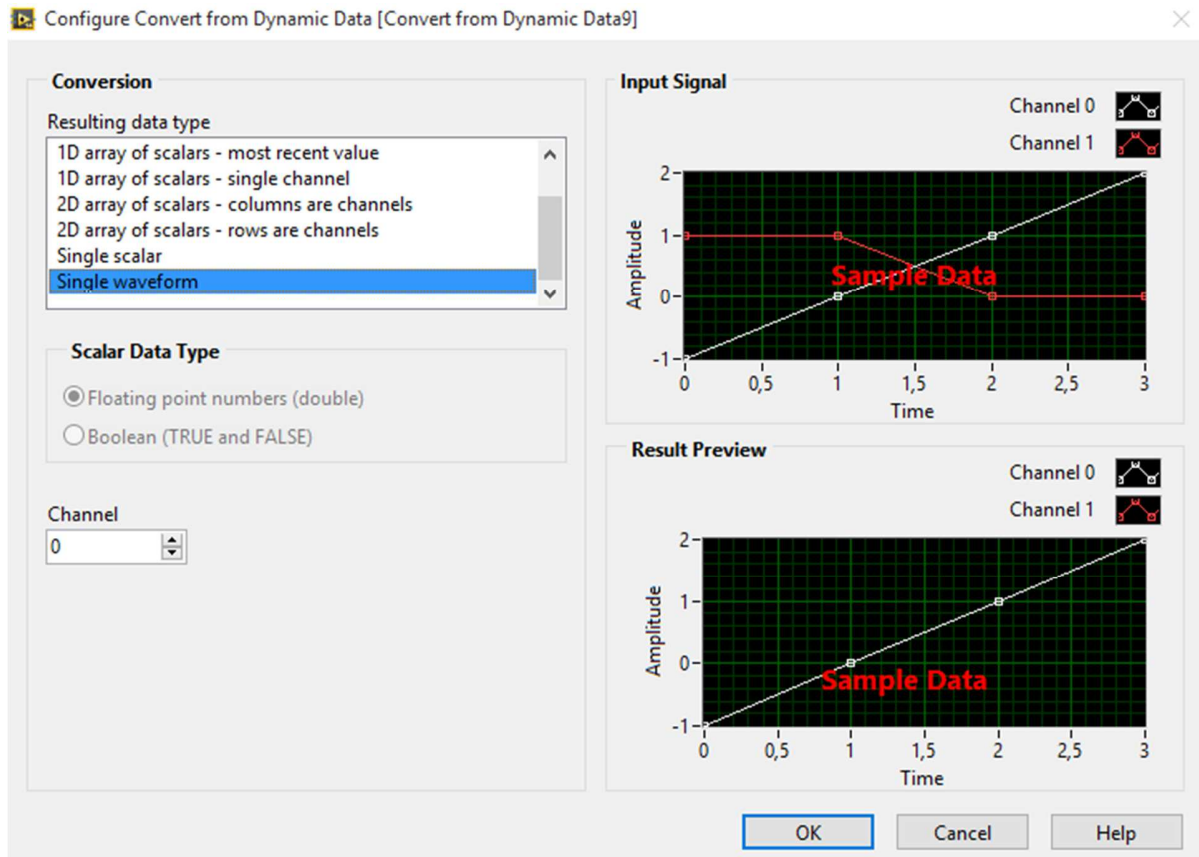 Configure Convert from Dynamic Data [Convert from Dynamic Data9]
Conversion
Resulting data type
1D array of scalars - most recent value
1D array of scalars - single channel
2D array of scalars - columns are channels
2D array of scalars - rows are channels
Single scalar
Single waveform
Scalar Data Type
Floating point numbers (double)
Boolean (TRUE and FALSE)
Channel
0
Input Signal
Channel 0
Channel 1
2
1
0
-1
Amplitude
Sample Data
0 0,5 1 1,5 2 2,5 3
Time
Result Preview
Channel 0
Channel 1
2
1
0
-1
Amplitude
Sample Data
0 0,5 1 1,5 2 2,5 3
Time
OK Cancel Help